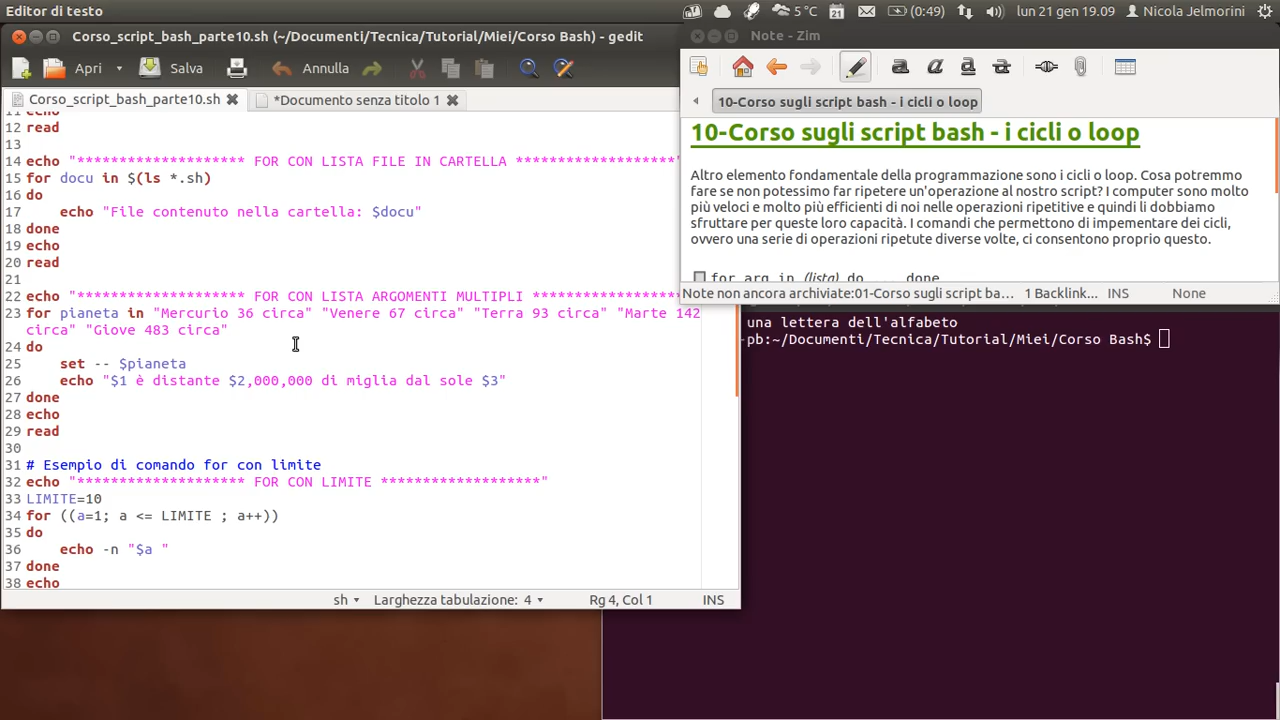 Editor di testo
5 °C
21
(0:49)
lun 21 gen 19.09
Nicola Jelmorini
Corso_script_bash_parte10.sh (~/Documenti/Tecnica/Tutorial/Miei/Corso Bash) - gedit
Apri
Salva
Annulla
Corso_script_bash_parte10.sh
*Documento senza titolo 1
echo
12 read
13
14 echo "******************** FOR CON LISTA FILE IN CARTELLA *******************"
15 for docu in $(ls *.sh)
16 do
17 echo "File contenuto nella cartella: $docu"
18 done
19 echo
20 read
21
22 echo "******************** FOR CON LISTA ARGOMENTI MULTIPLI *****************
23 for pianeta in "Mercurio 36 circa" "Venere 67 circa" "Terra 93 circa" "Marte 142
circa" "Giove 483 circa"
24 do
25 set -- $pianeta
26 echo "$1 è distante $2,000,000 di miglia dal sole $3"
27 done
28 echo
29 read
30
31 # Esempio di comando for con limite
32 echo "******************** FOR CON LIMITE *******************"
33 LIMITE=10
34 for ((a=1; a <= LIMITE ; a++))
35 do
36 echo -n "$a "
37 done
38 echo
sh
Larghezza tabulazione: 4
Rg 4, Col 1
INS
Note - Zim
10-Corso sugli script bash - i cicli o loop
10-Corso sugli script bash - i cicli o loop
Altro elemento fondamentale della programmazione sono i cicli o loop. Cosa potremmo
fare se non potessimo far ripetere un'operazione al nostro script? I computer sono molto
più veloci e molto più efficienti di noi nelle operazioni ripetitive e quindi li dobbiamo
sfruttare per queste loro capacità. I comandi che permettono di impementare dei cicli,
ovvero una serie di operazioni ripetute diverse volte, ci consentono proprio questo.
for arg in (lista) do ... done
Note non ancora archiviate:01-Corso sugli script ba...
1 Backlink...
INS
None
una lettera dell'alfabeto
-pb:~/Documenti/Tecnica/Tutorial/Miei/Corso Bash$